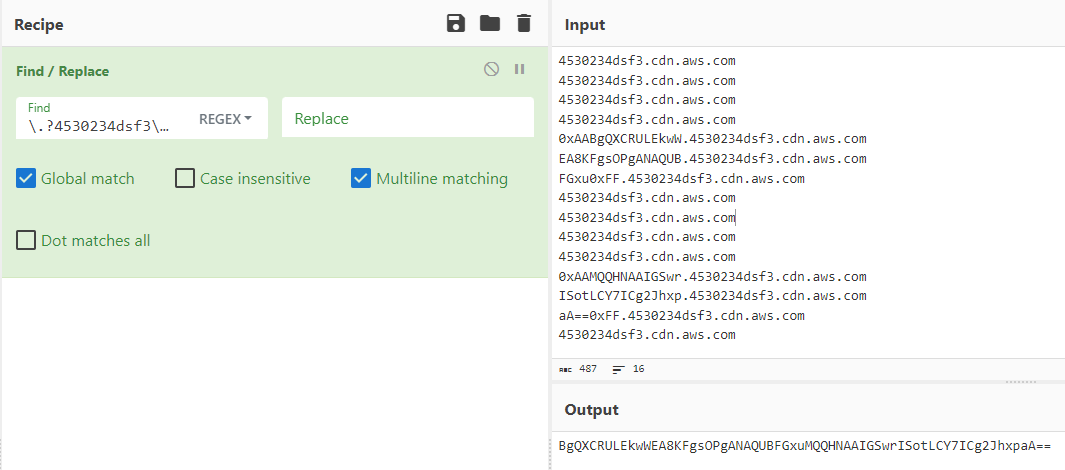 Recipe
Find / Replace
Find
\.?4530234dsf3\…
REGEX
Replace
Global match
Case insensitive
Multiline matching
Dot matches all
Input
4530234dsf3.cdn.aws.com
4530234dsf3.cdn.aws.com
4530234dsf3.cdn.aws.com
4530234dsf3.cdn.aws.com
0xAABgQXCRULEkwW.4530234dsf3.cdn.aws.com
EA8KFgsOPgANAQUB.4530234dsf3.cdn.aws.com
FGxu0xFF.4530234dsf3.cdn.aws.com
4530234dsf3.cdn.aws.com
4530234dsf3.cdn.aws.com
4530234dsf3.cdn.aws.com
4530234dsf3.cdn.aws.com
0xAAMQQHNAAIGSwr.4530234dsf3.cdn.aws.com
ISotLCY7ICg2Jhxp.4530234dsf3.cdn.aws.com
aA==0xFF.4530234dsf3.cdn.aws.com
4530234dsf3.cdn.aws.com
ABC 487 16
Output
BgQXCRULEkwWEA8KFgsOPgANAQUBFGxuMQQHNAAIGSwrISotLCY7ICg2JhxpaA==